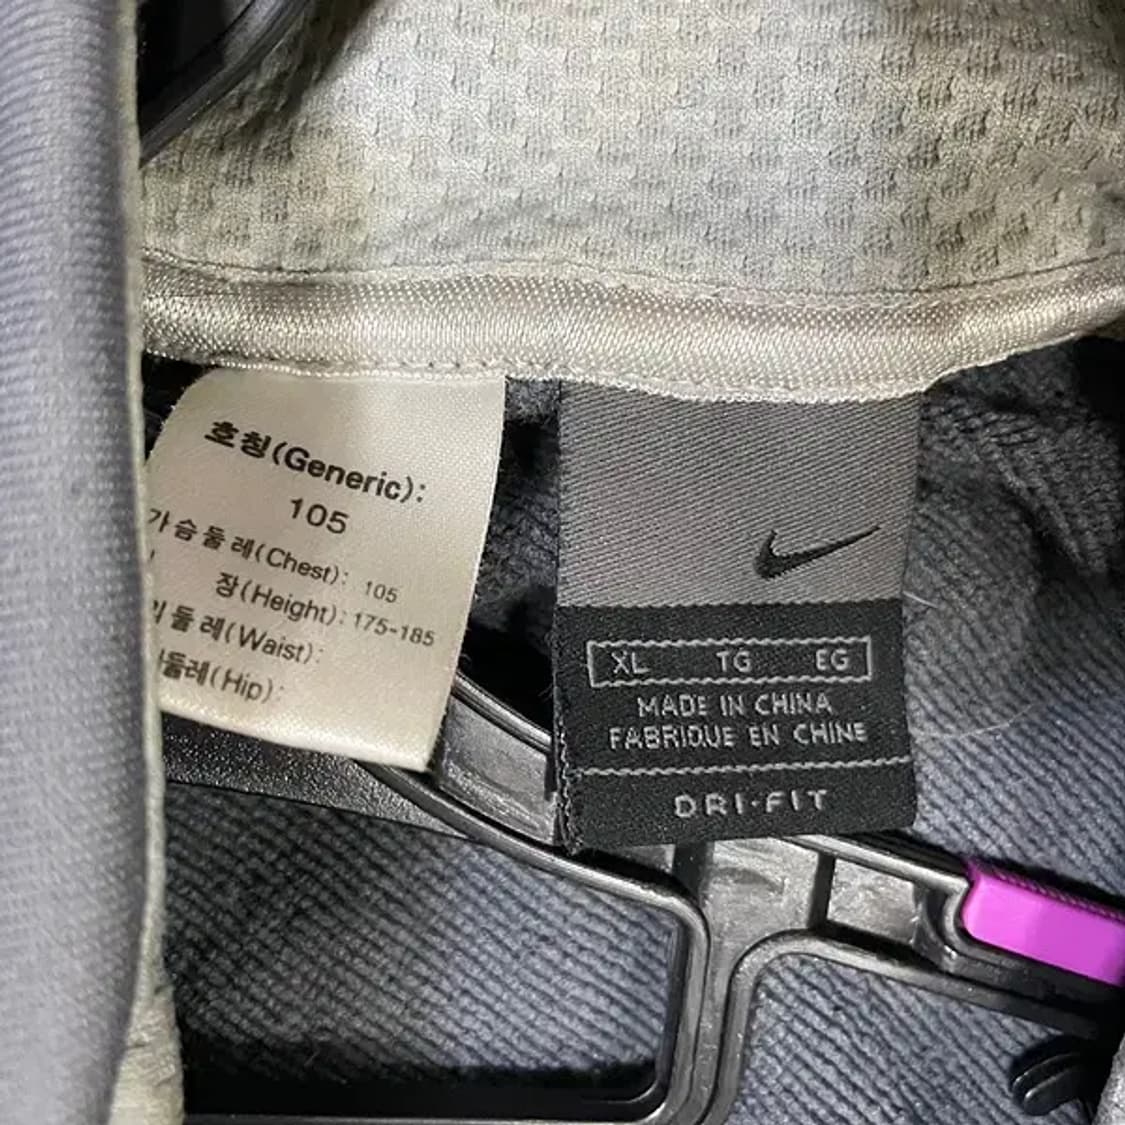 호칭(Generic):
105
가슴둘레(Chest): 105
장(Height): 175-185
둘레(Waist):
둘레(Hip):
XL TG EG
MADE IN CHINA
FABRIQUE EN CHINE
DRI-FIT